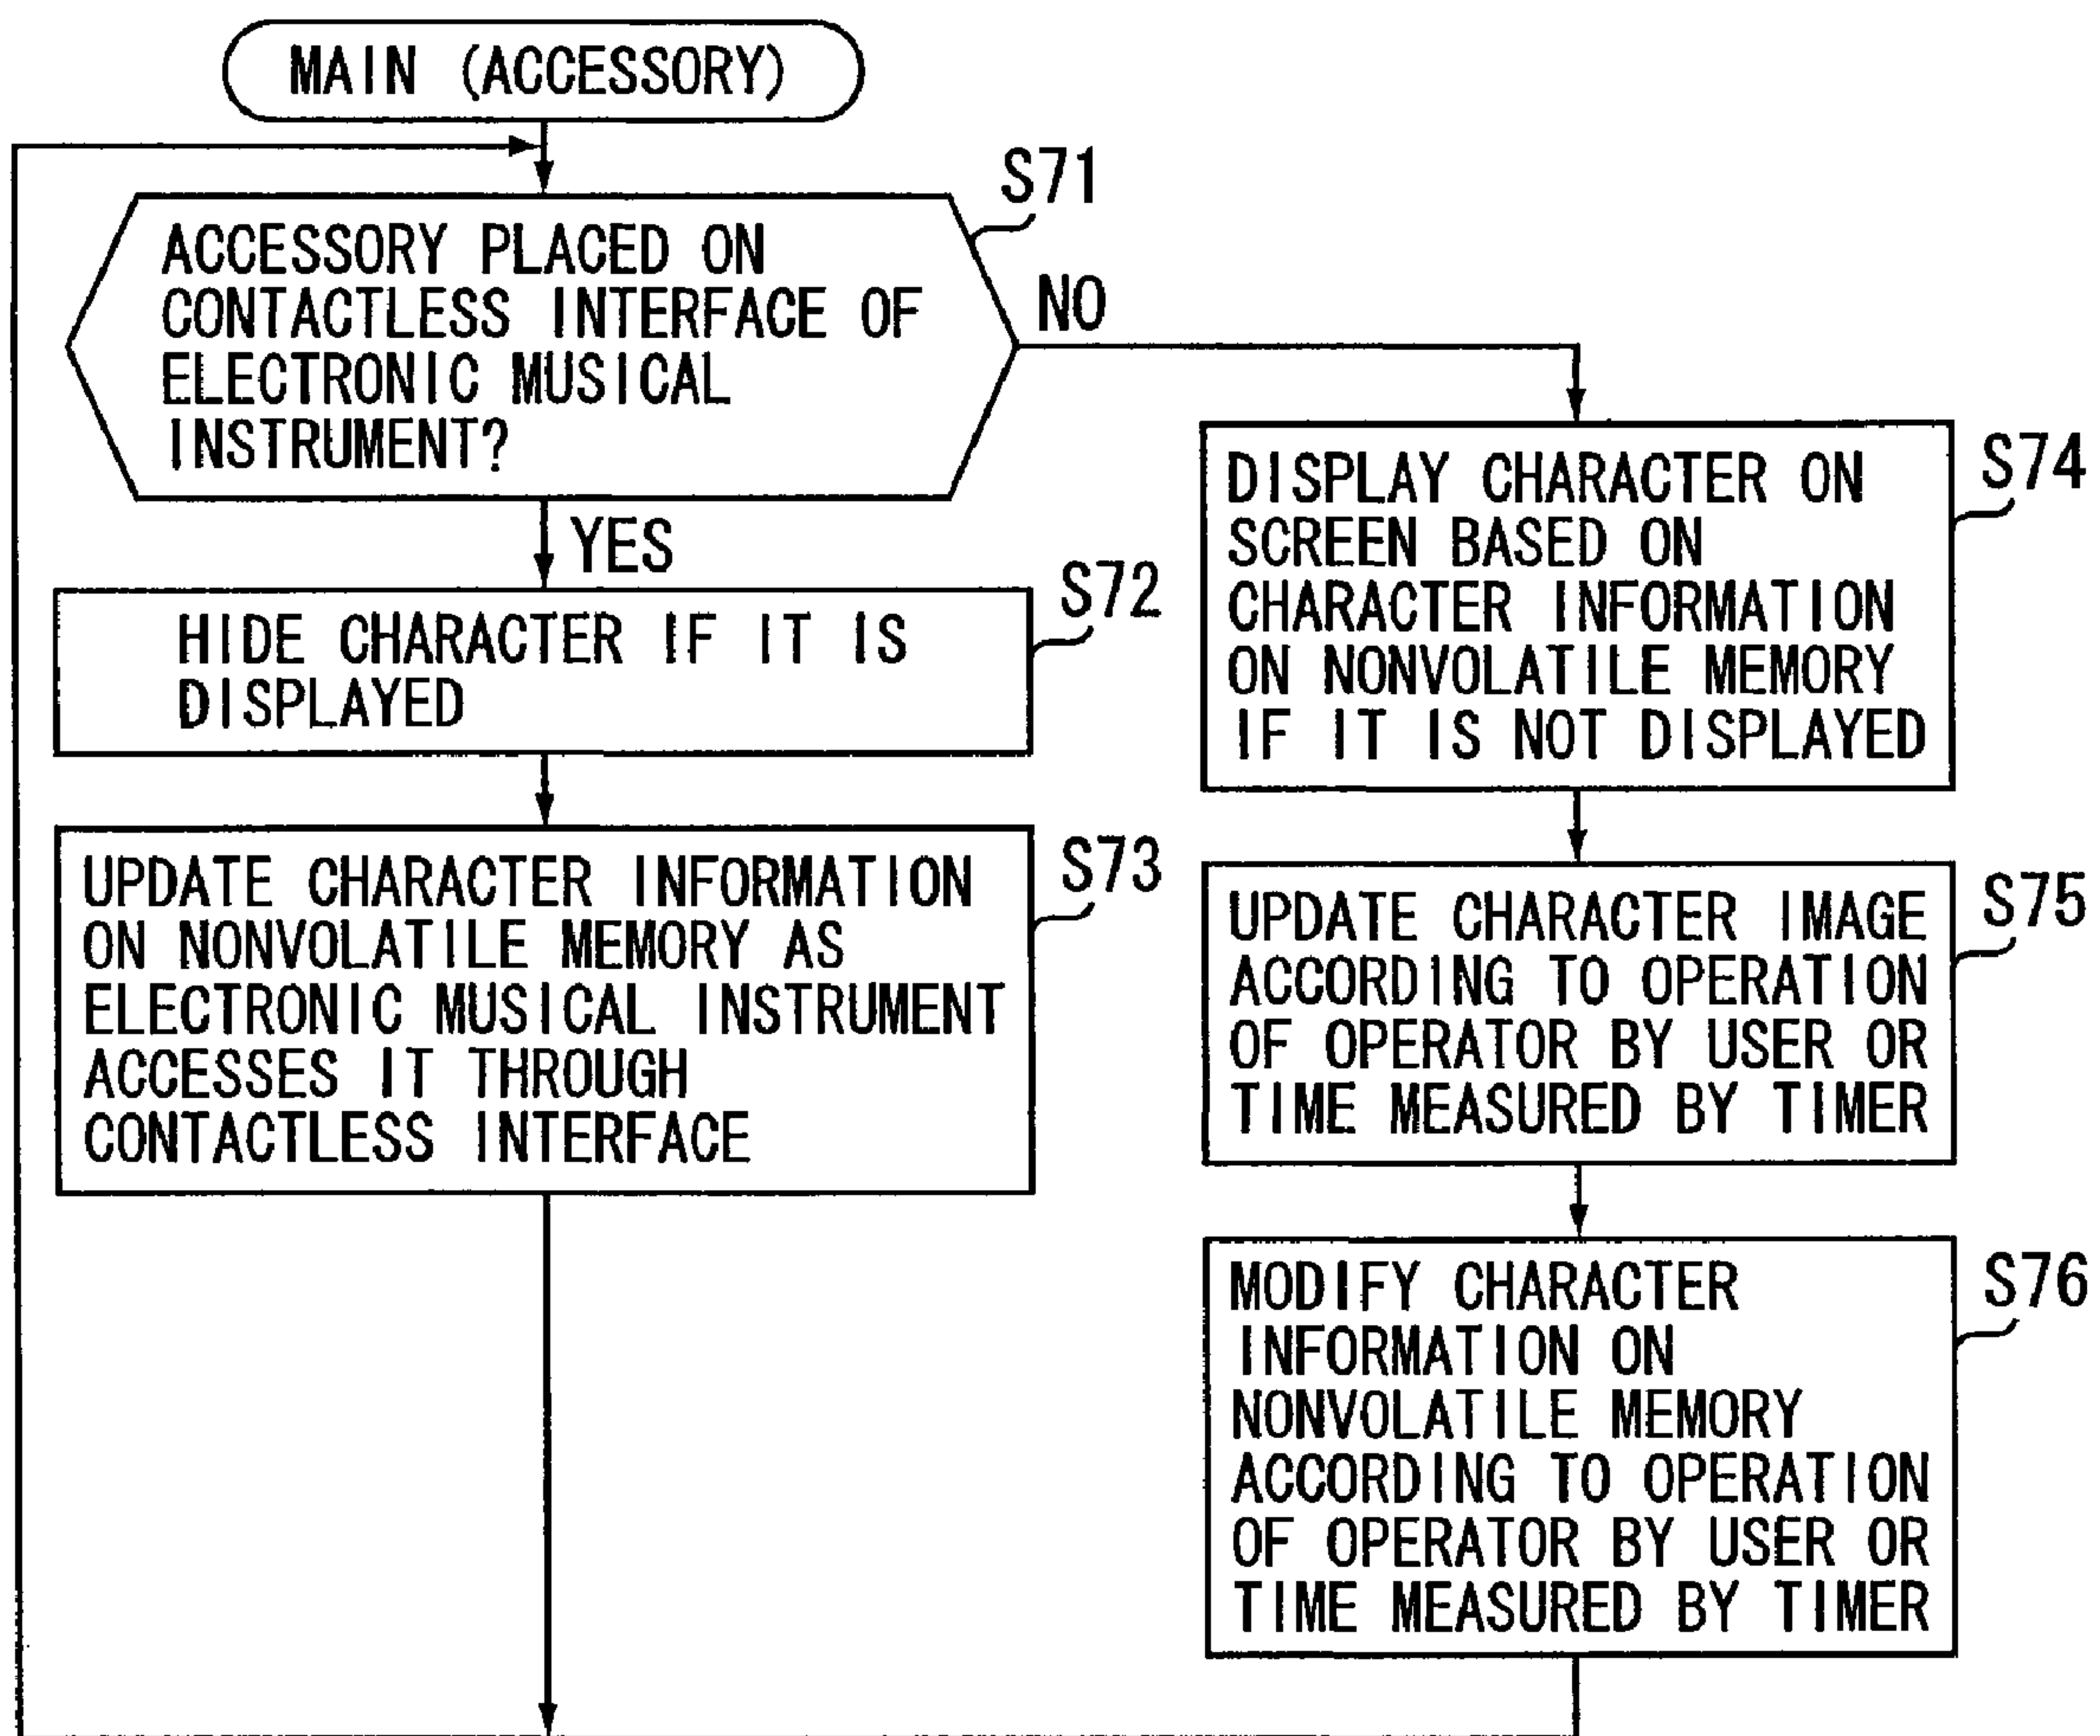 MAIN (ACCESSORY)
S71
ACCESSORY PLACED ON
CONTACTLESS INTERFACE OF
ELECTRONIC MUSICAL
INSTRUMENT?
NO
YES
S72
HIDE CHARACTER IF IT IS
DISPLAYED
S73
UPDATE CHARACTER INFORMATION
ON NONVOLATILE MEMORY AS
ELECTRONIC MUSICAL INSTRUMENT
ACCESSES IT THROUGH
CONTACTLESS INTERFACE
S74
DISPLAY CHARACTER ON
SCREEN BASED ON
CHARACTER INFORMATION
ON NONVOLATILE MEMORY
IF IT IS NOT DISPLAYED
S75
UPDATE CHARACTER IMAGE
ACCORDING TO OPERATION
OF OPERATOR BY USER OR
TIME MEASURED BY TIMER
S76
MODIFY CHARACTER
INFORMATION ON
NONVOLATILE MEMORY
ACCORDING TO OPERATION
OF OPERATOR BY USER OR
TIME MEASURED BY TIMER